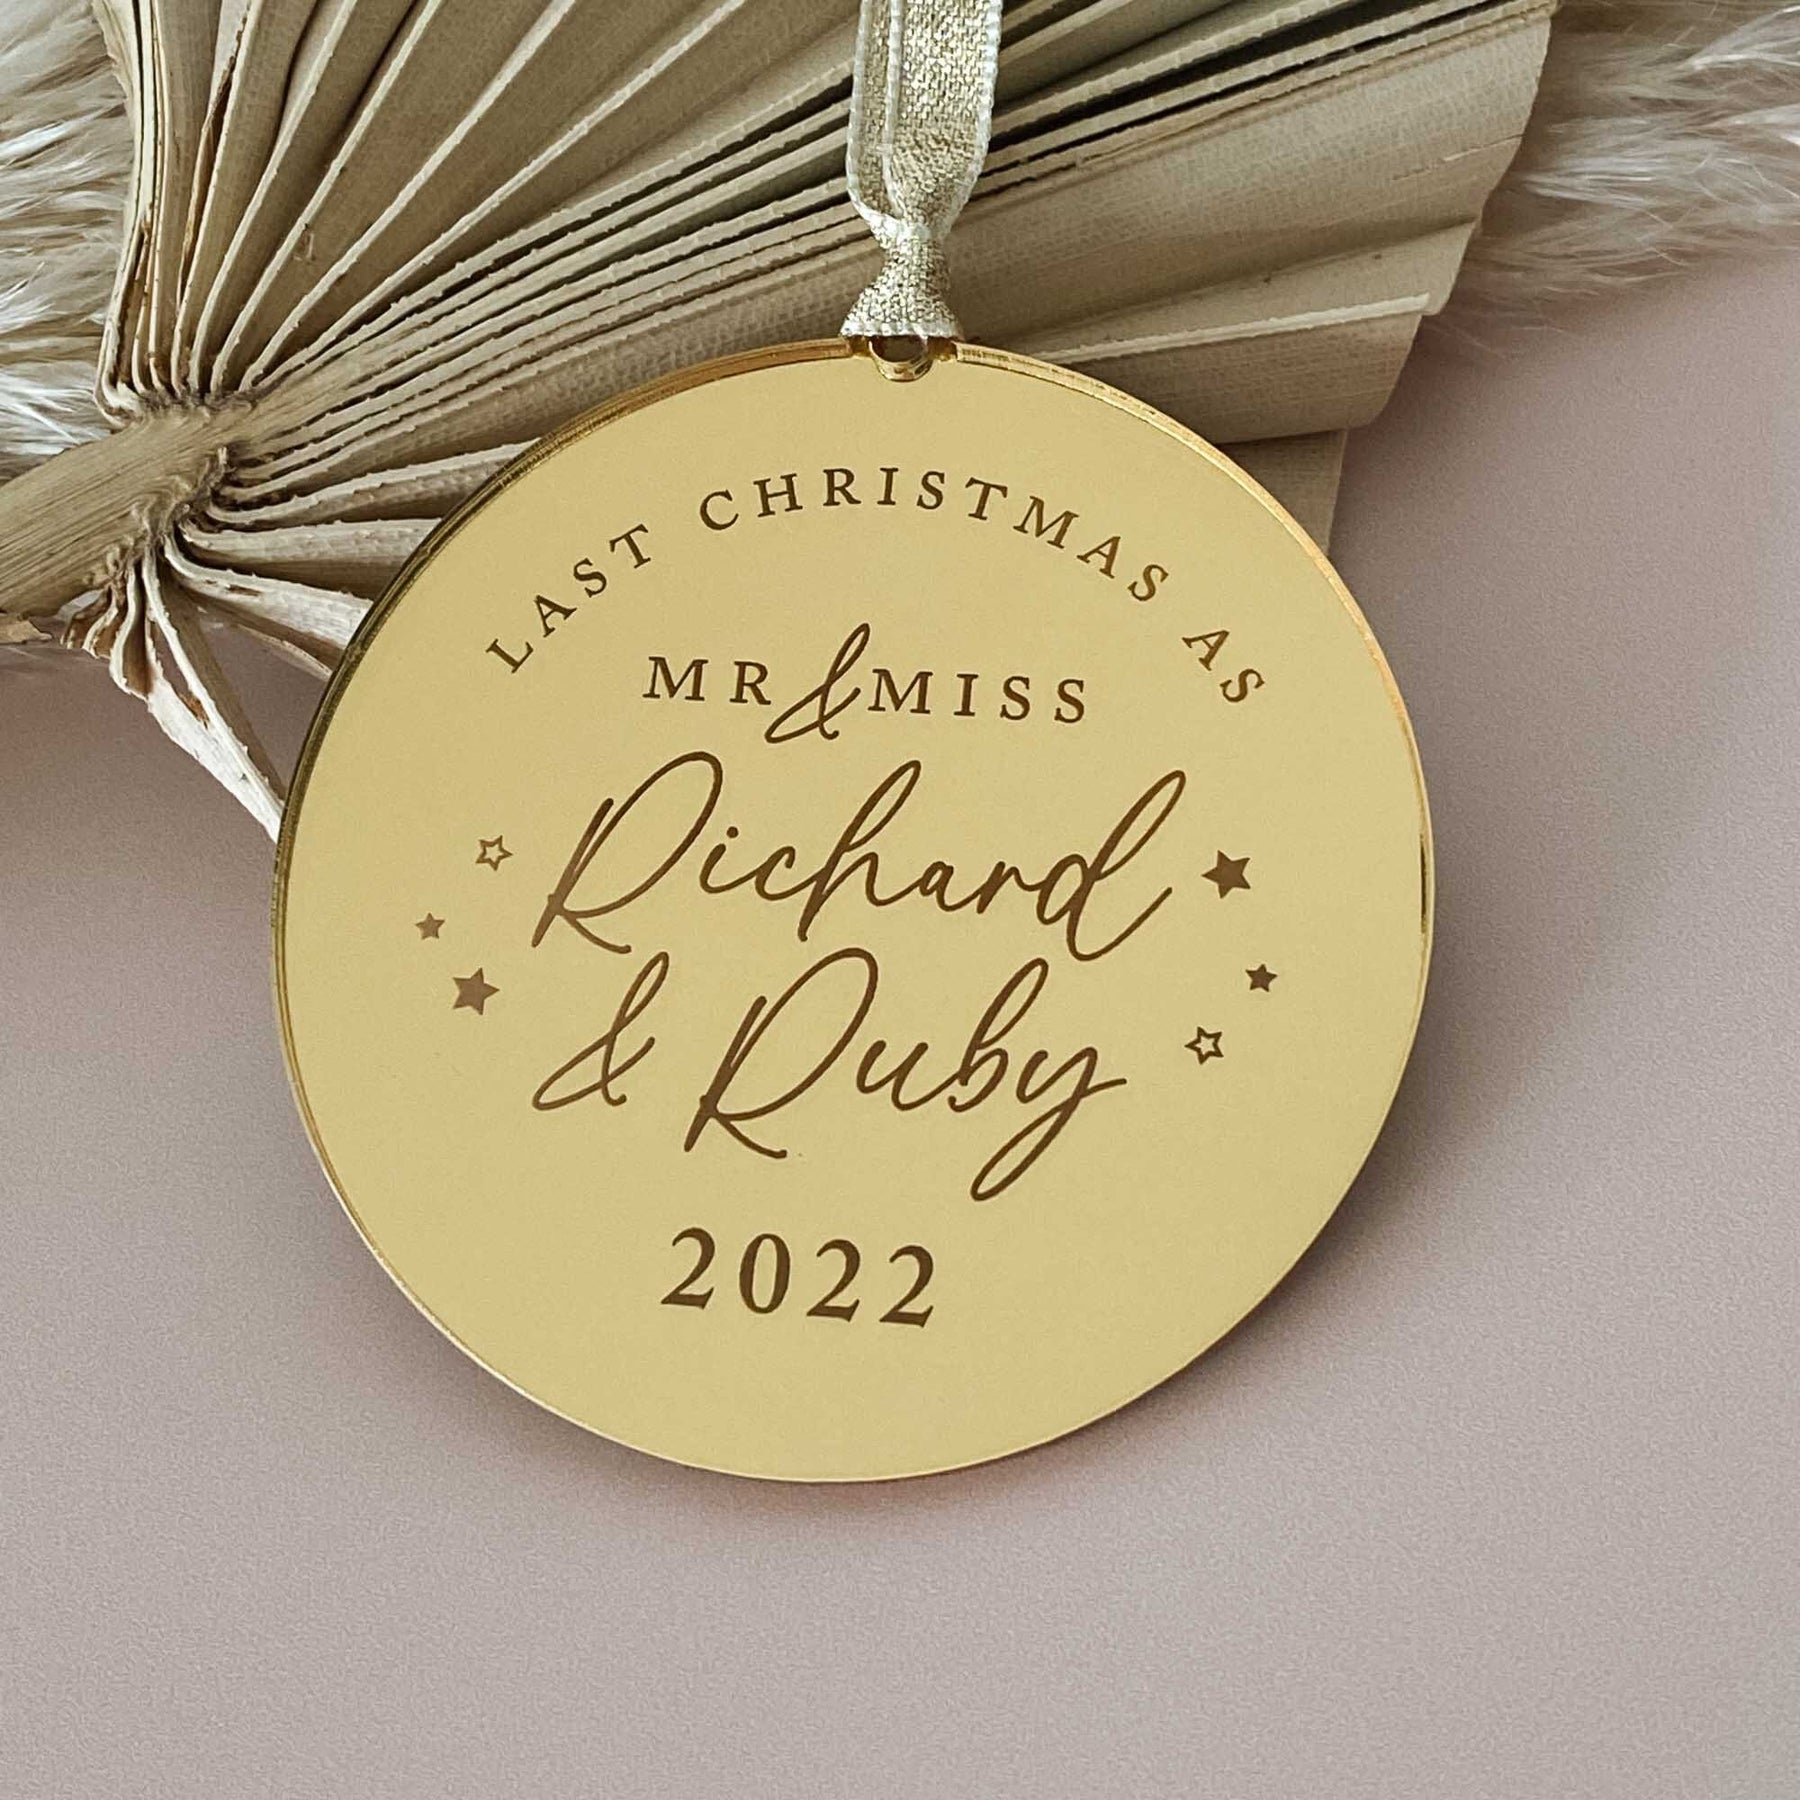 LAST CHRISTMAS AS
MR & MISS
Richard
& Ruby
2022